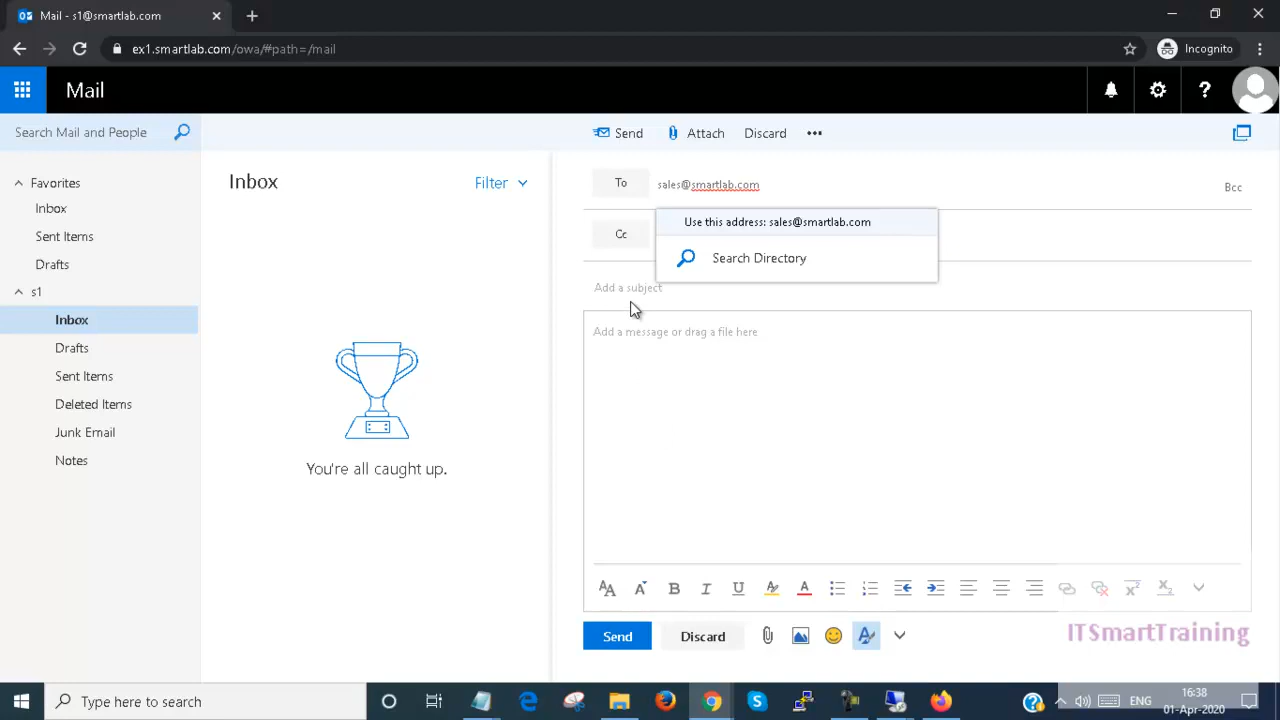 Mail - s1@smartlab.com
ex1.smartlab.com/owa/#path=/mail
Incognito
Mail
Search Mail and People
Send
Attach
Discard
Favorites
Inbox
Sent Items
Drafts
s1
Inbox
Drafts
Sent Items
Deleted Items
Junk Email
Notes
Inbox
Filter
You're all caught up.
To
sales@smartlab.com
Bcc
Use this address: sales@smartlab.com
Cc
Search Directory
Add a subject
Add a message or drag a file here
Send
Discard
ITSmartTraining
Type here to search
ENG
16:38
01-Apr-2020